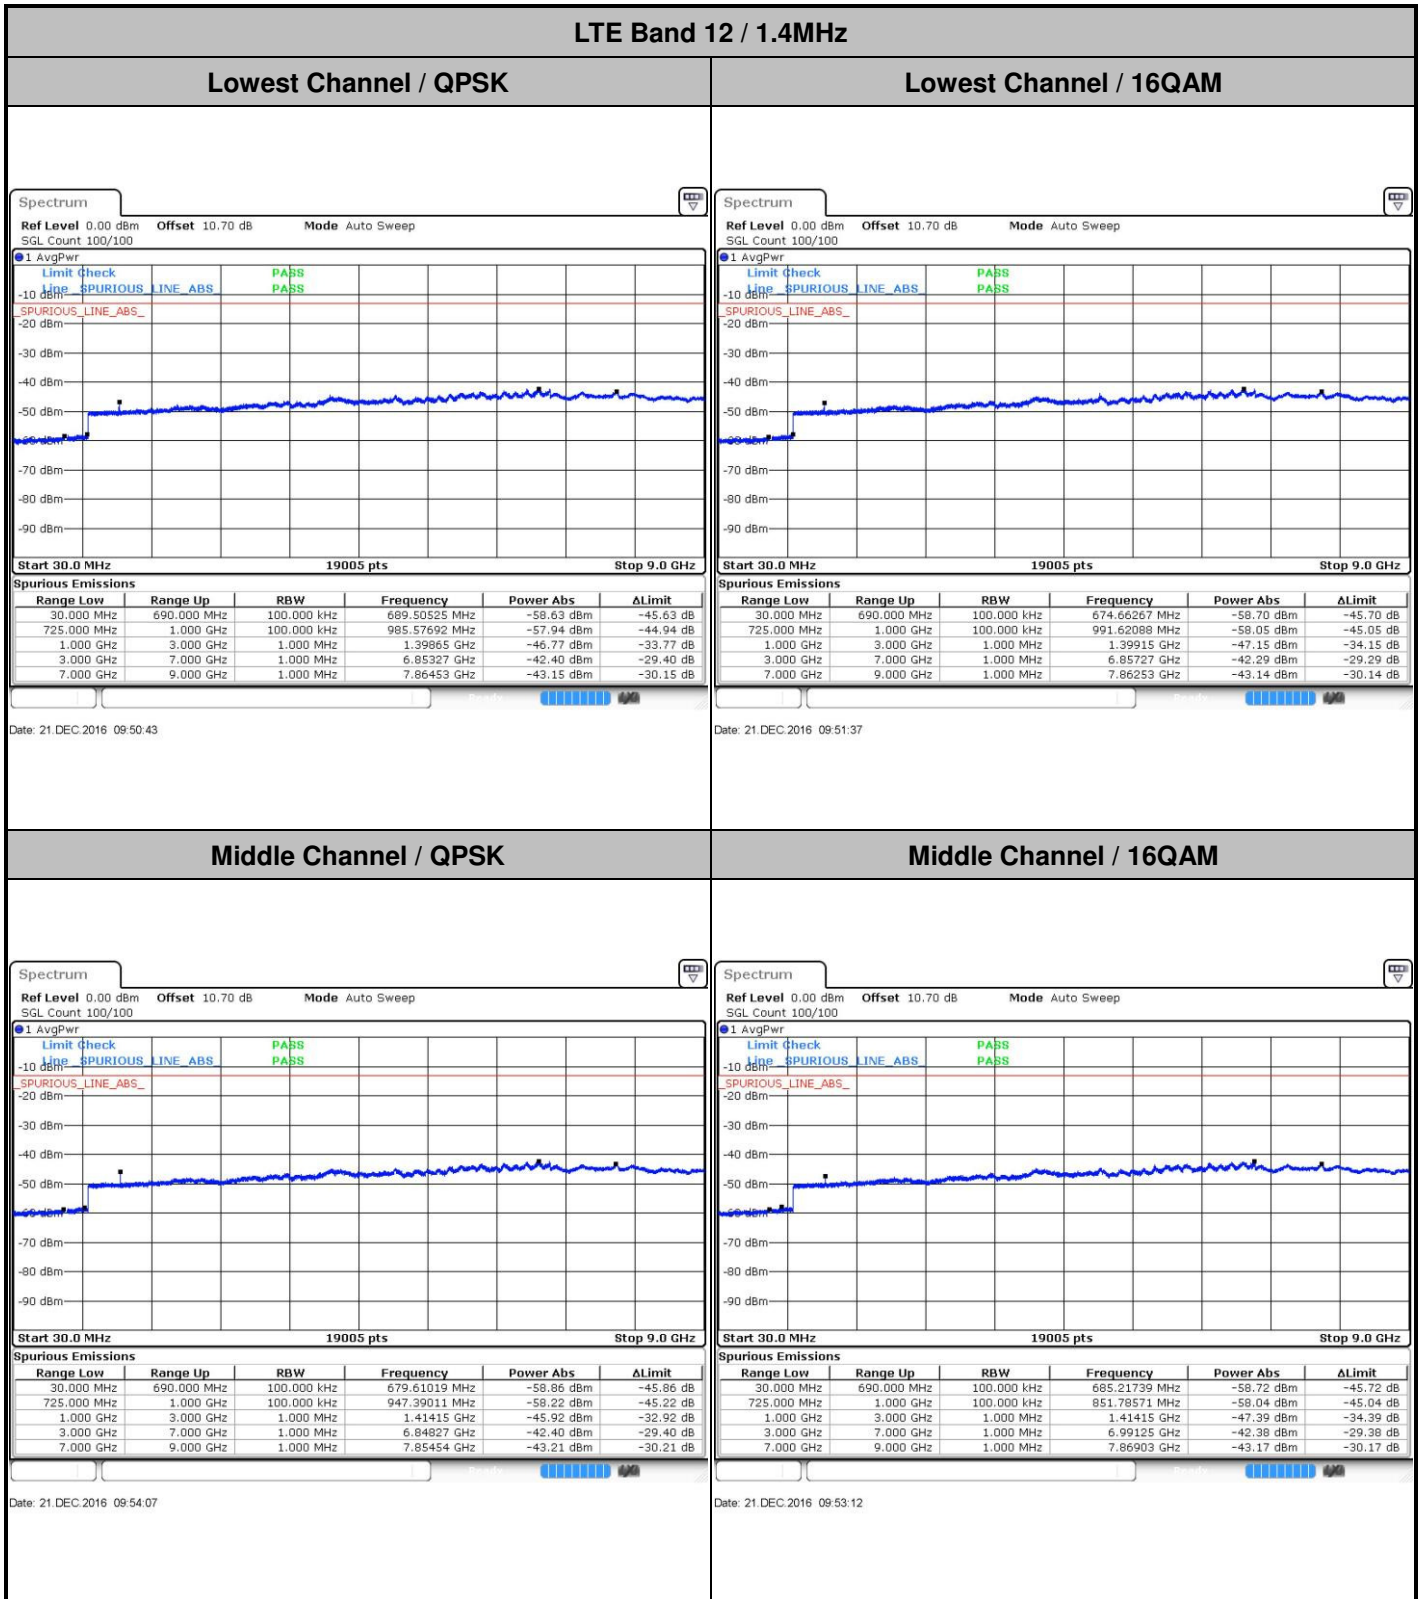 LTE Band 12 / 1.4MHz
Lowest Channel / QPSK
Lowest Channel / 16QAM
Spectrum
Ref Level 0.00 dBm Offset 10.70 dB Mode Auto Sweep
SGL Count 100/100
1 AvgPwr
Limit Check PASS
Line _SPURIOUS_LINE_ABS_ PASS
-10 dBm
_SPURIOUS_LINE_ABS_
-20 dBm
-30 dBm
-40 dBm
-50 dBm
-60 dBm
-70 dBm
-80 dBm
-90 dBm
Start 30.0 MHz 19005 pts Stop 9.0 GHz
Spurious Emissions
Range Low Range Up RBW Frequency Power Abs ΔLimit
30.000 MHz 690.000 MHz 100.000 kHz 689.50525 MHz -58.63 dBm -45.63 dB
725.000 MHz 1.000 GHz 100.000 kHz 985.57692 MHz -57.94 dBm -44.94 dB
1.000 GHz 3.000 GHz 1.000 MHz 1.39865 GHz -46.77 dBm -33.77 dB
3.000 GHz 7.000 GHz 1.000 MHz 6.85327 GHz -42.40 dBm -29.40 dB
7.000 GHz 9.000 GHz 1.000 MHz 7.86453 GHz -43.15 dBm -30.15 dB
Date: 21.DEC.2016 09:50:43
Spectrum
Ref Level 0.00 dBm Offset 10.70 dB Mode Auto Sweep
SGL Count 100/100
1 AvgPwr
Limit Check PASS
Line _SPURIOUS_LINE_ABS_ PASS
-10 dBm
_SPURIOUS_LINE_ABS_
-20 dBm
-30 dBm
-40 dBm
-50 dBm
-60 dBm
-70 dBm
-80 dBm
-90 dBm
Start 30.0 MHz 19005 pts Stop 9.0 GHz
Spurious Emissions
Range Low Range Up RBW Frequency Power Abs ΔLimit
30.000 MHz 690.000 MHz 100.000 kHz 674.66267 MHz -58.70 dBm -45.70 dB
725.000 MHz 1.000 GHz 100.000 kHz 991.62088 MHz -58.05 dBm -45.05 dB
1.000 GHz 3.000 GHz 1.000 MHz 1.39915 GHz -47.15 dBm -34.15 dB
3.000 GHz 7.000 GHz 1.000 MHz 6.85727 GHz -42.29 dBm -29.29 dB
7.000 GHz 9.000 GHz 1.000 MHz 7.86253 GHz -43.14 dBm -30.14 dB
Date: 21.DEC.2016 09:51:37
Middle Channel / QPSK
Middle Channel / 16QAM
Spectrum
Ref Level 0.00 dBm Offset 10.70 dB Mode Auto Sweep
SGL Count 100/100
1 AvgPwr
Limit Check PASS
Line _SPURIOUS_LINE_ABS_ PASS
-10 dBm
_SPURIOUS_LINE_ABS_
-20 dBm
-30 dBm
-40 dBm
-50 dBm
-60 dBm
-70 dBm
-80 dBm
-90 dBm
Start 30.0 MHz 19005 pts Stop 9.0 GHz
Spurious Emissions
Range Low Range Up RBW Frequency Power Abs ΔLimit
30.000 MHz 690.000 MHz 100.000 kHz 679.61019 MHz -58.86 dBm -45.86 dB
725.000 MHz 1.000 GHz 100.000 kHz 947.39011 MHz -58.22 dBm -45.22 dB
1.000 GHz 3.000 GHz 1.000 MHz 1.41415 GHz -45.92 dBm -32.92 dB
3.000 GHz 7.000 GHz 1.000 MHz 6.84827 GHz -42.40 dBm -29.40 dB
7.000 GHz 9.000 GHz 1.000 MHz 7.85454 GHz -43.21 dBm -30.21 dB
Date: 21.DEC.2016 09:54:07
Spectrum
Ref Level 0.00 dBm Offset 10.70 dB Mode Auto Sweep
SGL Count 100/100
1 AvgPwr
Limit Check PASS
Line _SPURIOUS_LINE_ABS_ PASS
-10 dBm
_SPURIOUS_LINE_ABS_
-20 dBm
-30 dBm
-40 dBm
-50 dBm
-60 dBm
-70 dBm
-80 dBm
-90 dBm
Start 30.0 MHz 19005 pts Stop 9.0 GHz
Spurious Emissions
Range Low Range Up RBW Frequency Power Abs ΔLimit
30.000 MHz 690.000 MHz 100.000 kHz 685.21739 MHz -58.72 dBm -45.72 dB
725.000 MHz 1.000 GHz 100.000 kHz 851.78571 MHz -58.04 dBm -45.04 dB
1.000 GHz 3.000 GHz 1.000 MHz 1.41415 GHz -47.39 dBm -34.39 dB
3.000 GHz 7.000 GHz 1.000 MHz 6.99125 GHz -42.38 dBm -29.38 dB
7.000 GHz 9.000 GHz 1.000 MHz 7.86903 GHz -43.17 dBm -30.17 dB
Date: 21.DEC.2016 09:53:12